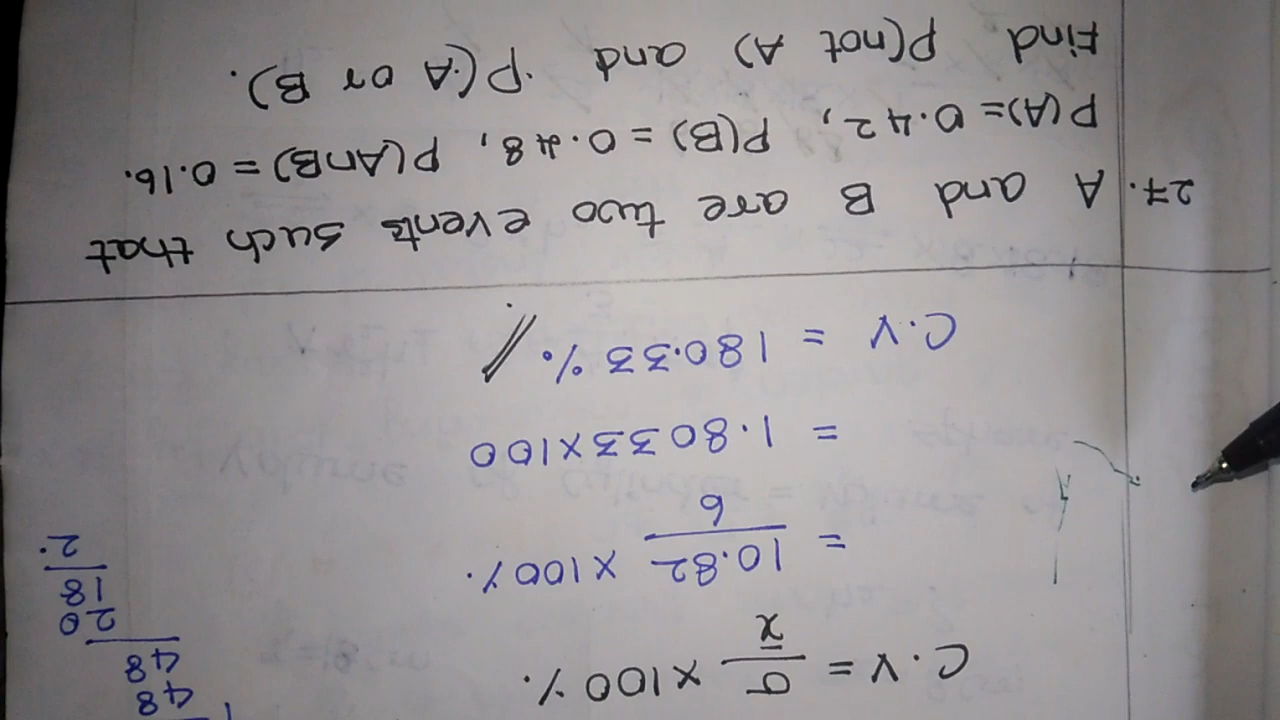 C.V = σ/x̄ × 100%.
= 10.82/6 × 100%.
= 1.8033×100
C.V = 180.33%.
48
48
20
18
2.
27. A and B are two events such that
P(A)=0.42, P(B)=0.48, P(A∩B)=0.16.
Find P(not A) and P(A or B).